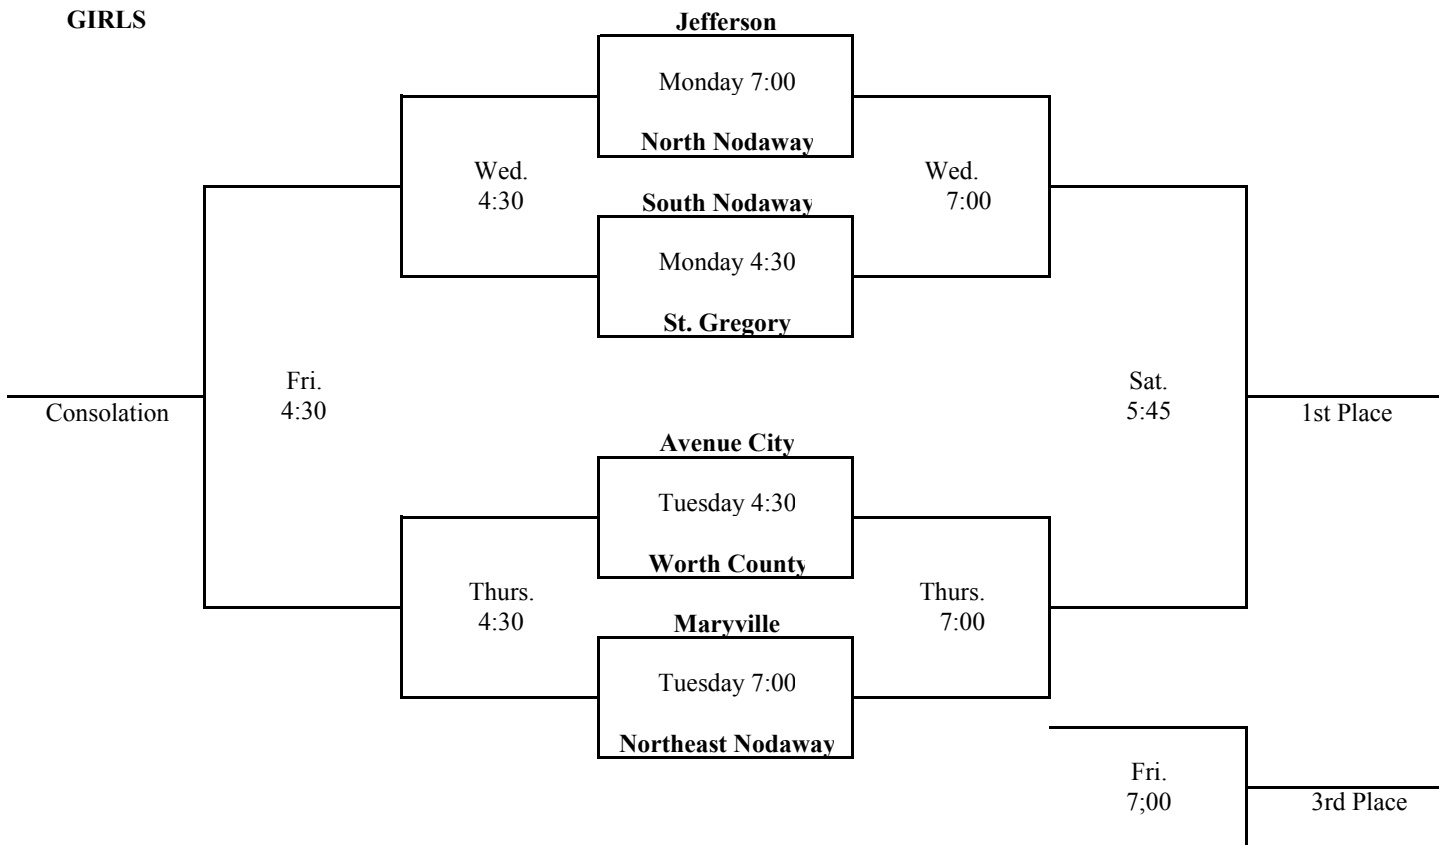 GIRLS
Jefferson
Monday 7:00
North Nodaway
Wed.
4:30
Wed.
7:00
South Nodaway
Monday 4:30
St. Gregory
Fri.
4:30
Consolation
Sat.
5:45
1st Place
Avenue City
Tuesday 4:30
Worth County
Thurs.
4:30
Thurs.
7:00
Maryville
Tuesday 7:00
Northeast Nodaway
Fri.
7;00
3rd Place